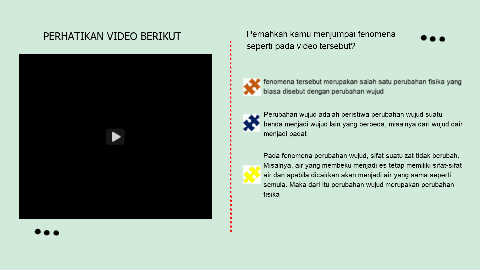 PERHATIKAN VIDEO BERIKUT
Pernahkah kamu menjumpai fenomena
seperti pada video tersebut?
fenomena tersebut merupakan salah satu perubahan fisika yang
biasa disebut dengan perubahan wujud
Perubahan wujud adalah peristiwa perubahan wujud suatu
benda menjadi wujud lain yang berbeda, misalnya dari wujud cair
menjadi padat
Pada fenomena perubahan wujud, sifat suatu zat tidak berubah.
Misalnya, air yang membeku menjadi es tetap memiliki sifat-sifat
air dan apabila dicairkan akan menjadi air yang sama seperti
semula. Maka dari itu perubahan wujud merupakan perubahan
fisika